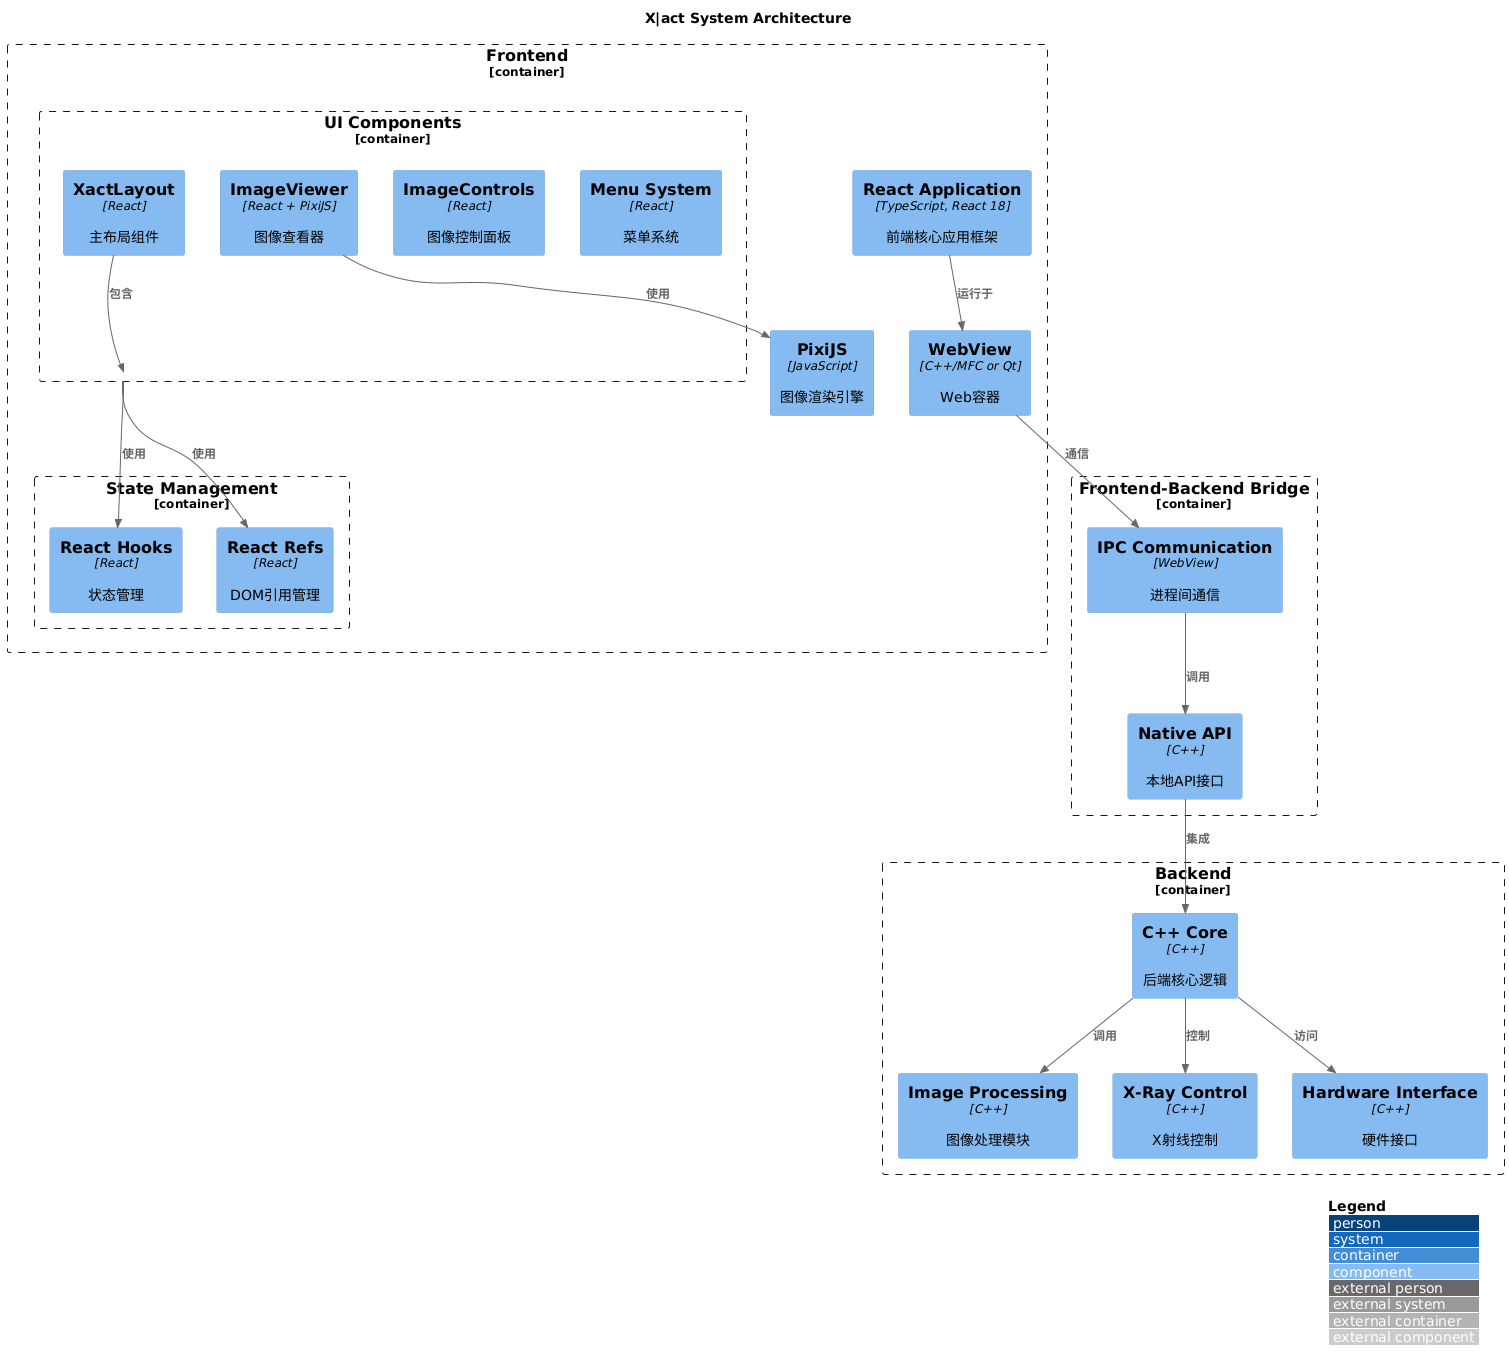 X|act System Architecture
Frontend
[container]
UI Components
[container]
XactLayout
[React]
主布局组件
ImageViewer
[React + PixiJS]
图像查看器
ImageControls
[React]
图像控制面板
Menu System
[React]
菜单系统
React Application
[TypeScript, React 18]
前端核心应用框架
包含
使用
运行于
PixiJS
[JavaScript]
图像渲染引擎
WebView
[C++/MFC or Qt]
Web容器
使用
使用
通信
State Management
[container]
React Hooks
[React]
状态管理
React Refs
[React]
DOM引用管理
Frontend-Backend Bridge
[container]
IPC Communication
[WebView]
进程间通信
调用
Native API
[C++]
本地API接口
集成
Backend
[container]
C++ Core
[C++]
后端核心逻辑
调用
控制
访问
Image Processing
[C++]
图像处理模块
X-Ray Control
[C++]
X射线控制
Hardware Interface
[C++]
硬件接口
Legend
person
system
container
component
external person
external system
external container
external component